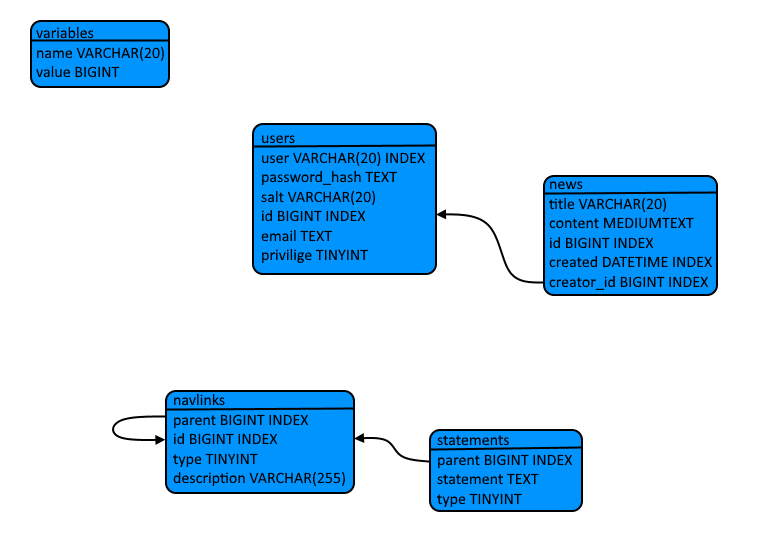 variables
name VARCHAR(20)
value BIGINT
users
user VARCHAR(20) INDEX
password_hash TEXT
salt VARCHAR(20)
id BIGINT INDEX
email TEXT
privilige TINYINT
news
title VARCHAR(20)
content MEDIUMTEXT
id BIGINT INDEX
created DATETIME INDEX
creator_id BIGINT INDEX
navlinks
parent BIGINT INDEX
id BIGINT INDEX
type TINYINT
description VARCHAR(255)
statements
parent BIGINT INDEX
statement TEXT
type TINYINT